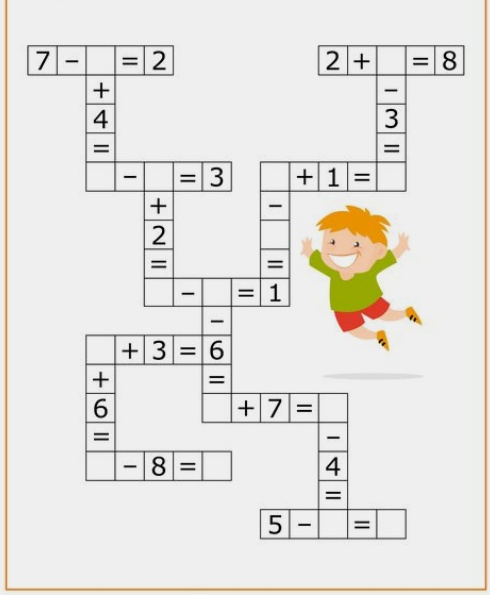 7 – = 2 2 + = 8
+ –
4 3
= =
– = 3 + 1 =
+ –
2
= =
– = 1
–
+ 3 = 6
+ =
6 + 7 =
= –
– 8 = 4
=
5 – =